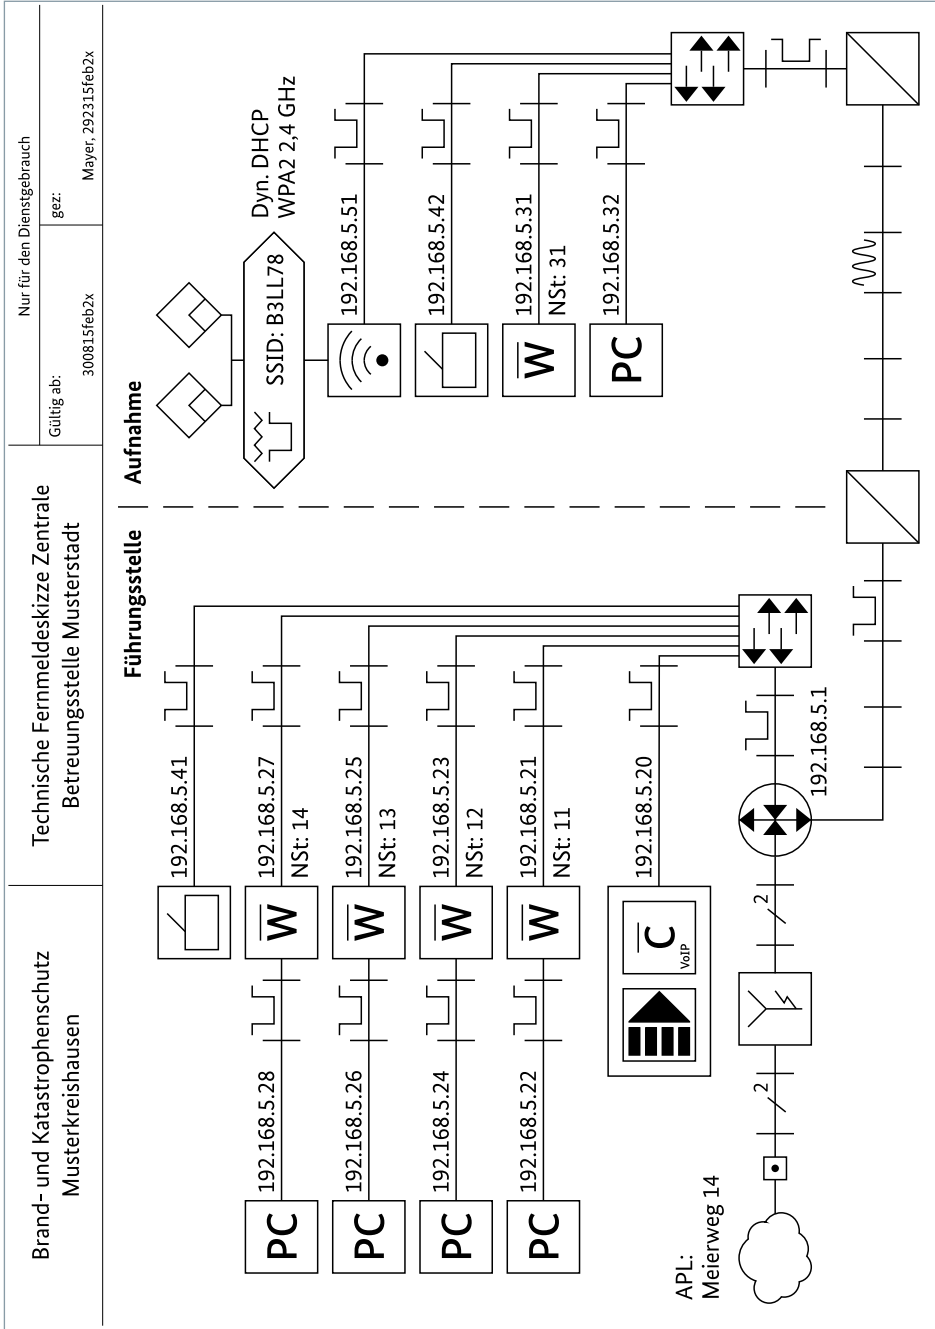 Brand- und Katastrophenschutz
Musterkreishausen
Technische Fernmeldeskizze Zentrale
Betreuungsstelle Musterstadt
Nur für den Dienstgebrauch
Gültig ab:
300815feb2x
gez:
Mayer, 292315feb2x
Führungsstelle
Aufnahme
192.168.5.41
PC
192.168.5.28
W
192.168.5.27
NSt: 14
PC
192.168.5.26
W
192.168.5.25
NSt: 13
PC
192.168.5.24
W
192.168.5.23
NSt: 12
PC
192.168.5.22
W
192.168.5.21
NSt: 11
C
VoIP
192.168.5.20
APL:
Meierweg 14
2
2
192.168.5.1
SSID: B3LL78
Dyn. DHCP
WPA2 2,4 GHz
192.168.5.51
192.168.5.42
W
192.168.5.31
NSt: 31
PC
192.168.5.32